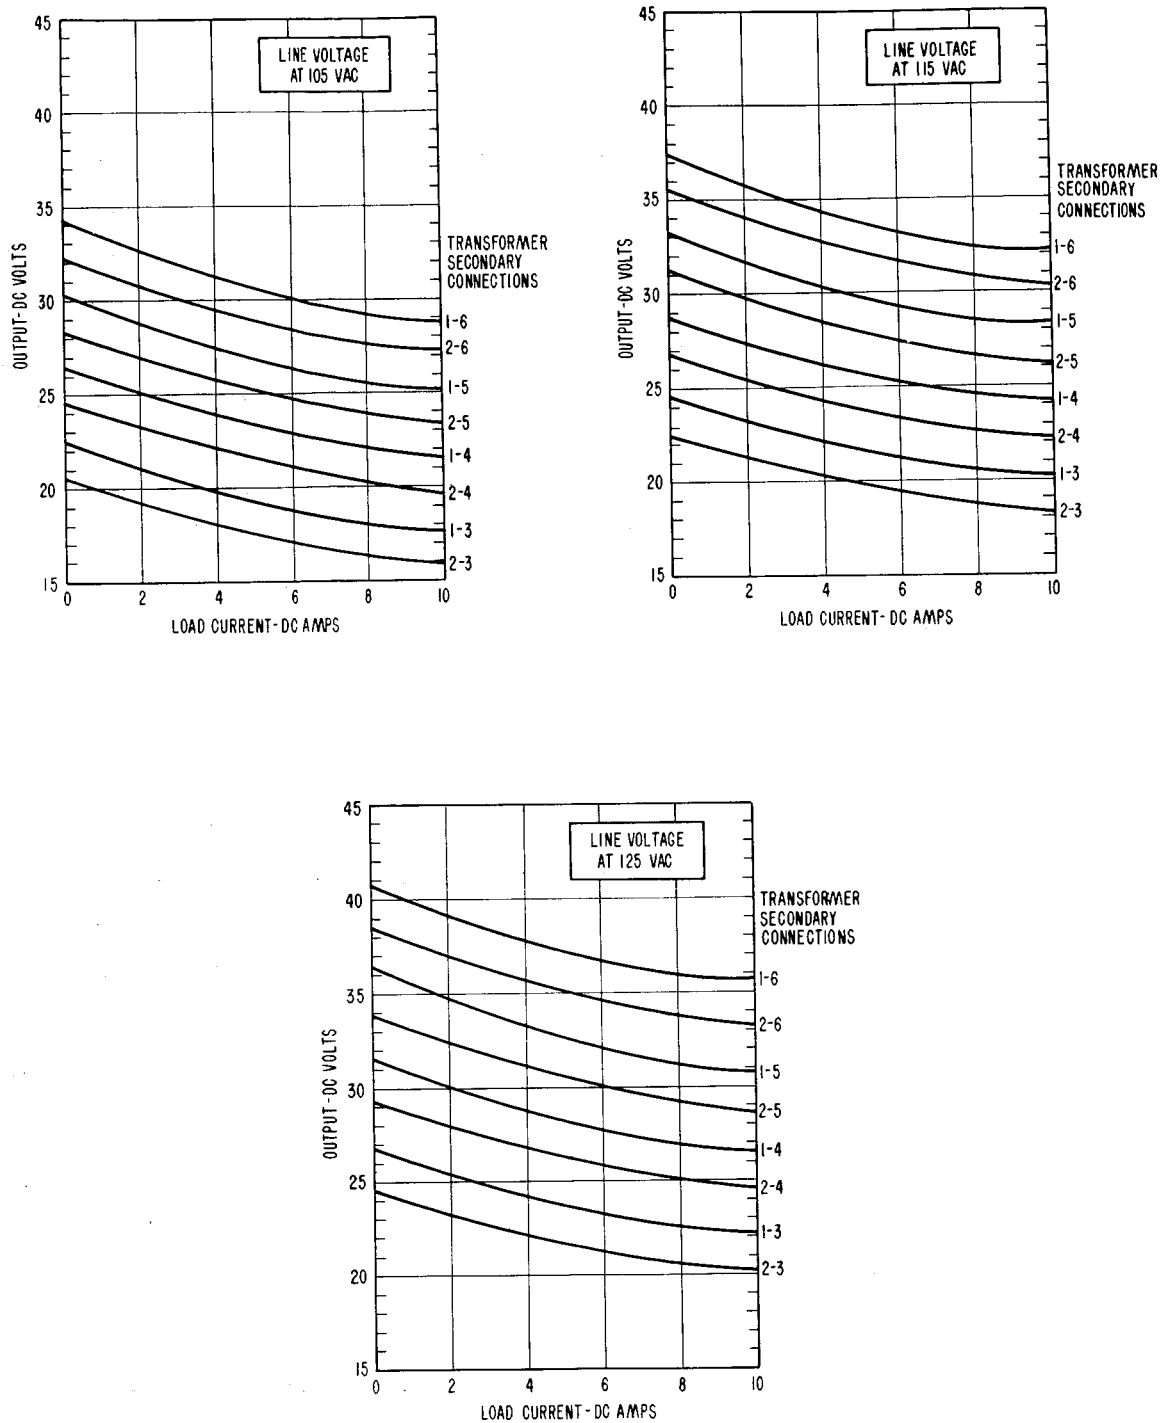 LINE VOLTAGE
AT 105 VAC
45
40
35
30
25
20
15
OUTPUT-DC VOLTS
0 2 4 6 8 10
LOAD CURRENT-DC AMPS
TRANSFORMER
SECONDARY
CONNECTIONS
1-6
2-6
1-5
2-5
1-4
2-4
1-3
2-3
LINE VOLTAGE
AT 115 VAC
45
40
35
30
25
20
15
OUTPUT-DC VOLTS
0 2 4 6 8 10
LOAD CURRENT-DC AMPS
TRANSFORMER
SECONDARY
CONNECTIONS
1-6
2-6
1-5
2-5
1-4
2-4
1-3
2-3
LINE VOLTAGE
AT 125 VAC
45
40
35
30
25
20
15
OUTPUT-DC VOLTS
0 2 4 6 8 10
LOAD CURRENT-DC AMPS
TRANSFORMER
SECONDARY
CONNECTIONS
1-6
2-6
1-5
2-5
1-4
2-4
1-3
2-3